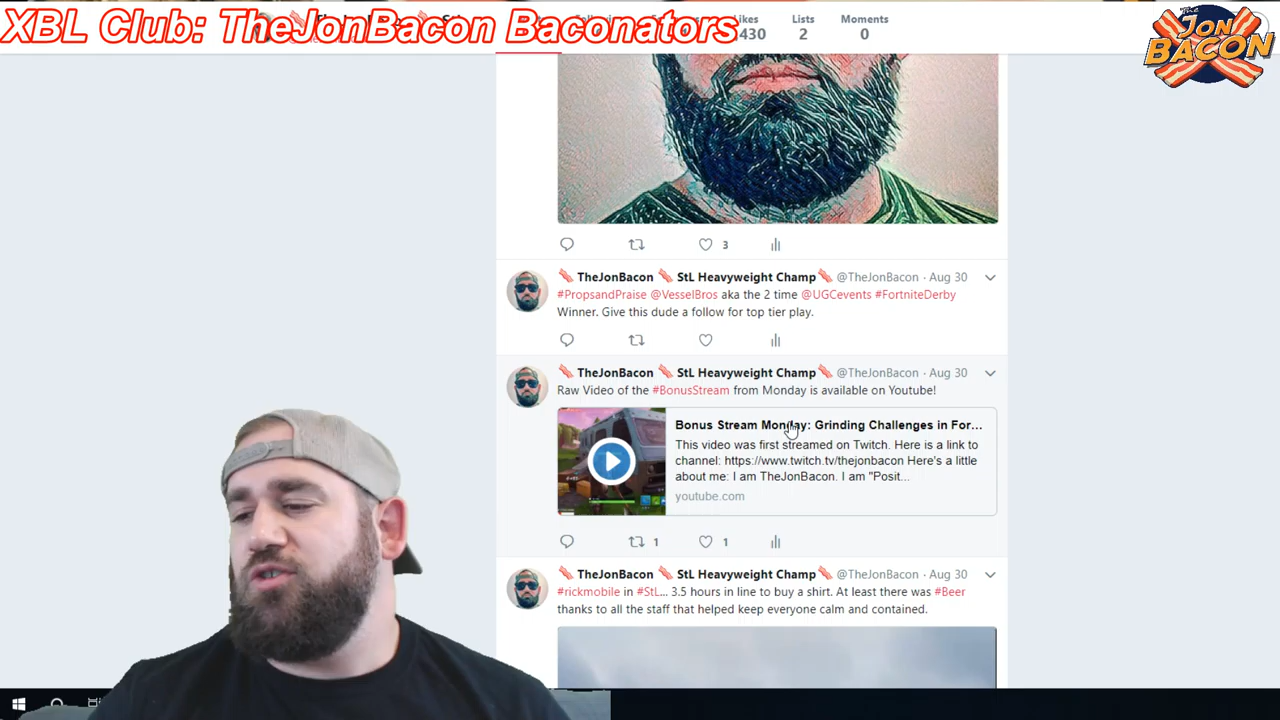 XBL Club: TheJonBacon Baconators
Likes
Lists
Moments
430
2
0
The
JON
BACON
3
TheJonBacon StL Heavyweight Champ @TheJonBacon · Aug 30
#PropsandPraise @VesselBros aka the 2 time @UGCevents #FortniteDerby
Winner. Give this dude a follow for top tier play.
TheJonBacon StL Heavyweight Champ @TheJonBacon · Aug 30
Raw Video of the #BonusStream from Monday is available on Youtube!
Bonus Stream Monday: Grinding Challenges in For...
This video was first streamed on Twitch. Here is a link to
channel: https://www.twitch.tv/thejonbacon Here's a little
about me: I am TheJonBacon. I am "Posit...
youtube.com
1 1
TheJonBacon StL Heavyweight Champ @TheJonBacon · Aug 30
#rickmobile in #StL... 3.5 hours in line to buy a shirt. At least there was #Beer
thanks to all the staff that helped keep everyone calm and contained.